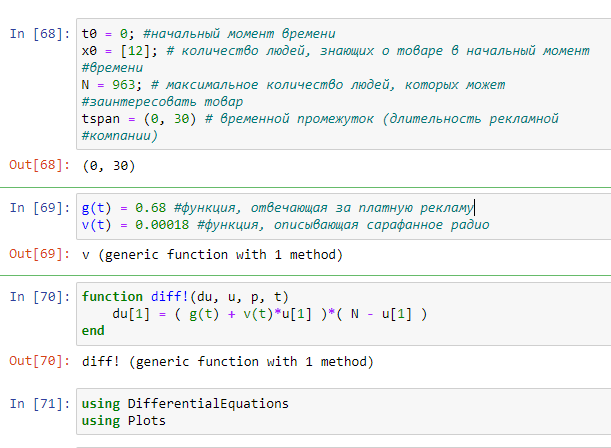 In [68]: t0 = 0; #начальный момент времени
x0 = [12]; # количество людей, знающих о товаре в начальный момент
#времени
N = 963; # максимальное количество людей, которых может
#заинтересовать товар
tspan = (0, 30) # временной промежуток (длительность рекламной
#компании)
Out[68]: (0, 30)
In [69]: g(t) = 0.68 #функция, отвечающая за платную рекламу
v(t) = 0.00018 #функция, описывающая сарафанное радио
Out[69]: v (generic function with 1 method)
In [70]: function diff!(du, u, p, t)
du[1] = ( g(t) + v(t)*u[1] )*( N - u[1] )
end
Out[70]: diff! (generic function with 1 method)
In [71]: using DifferentialEquations
using Plots